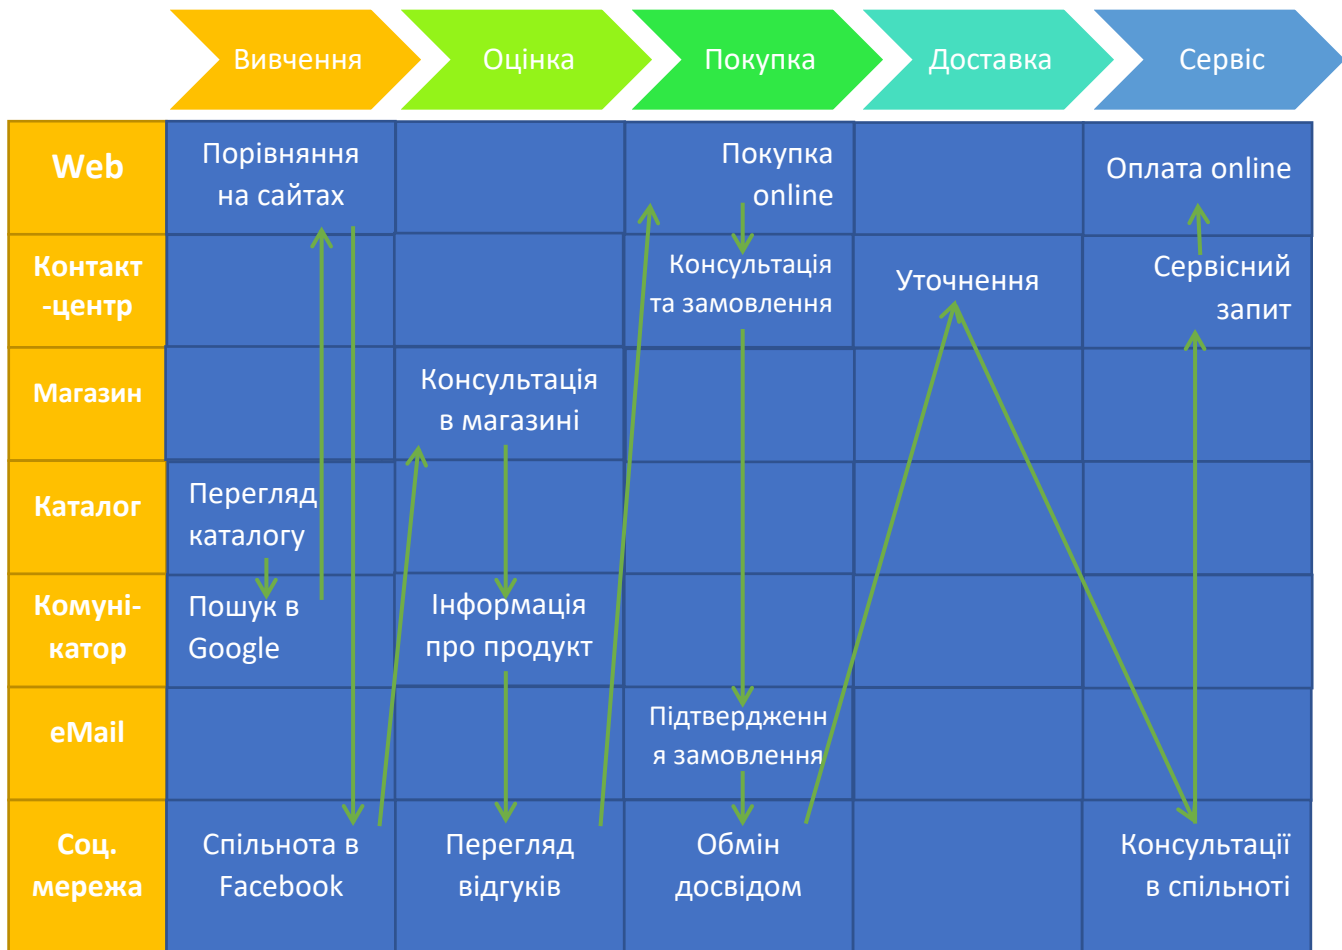 Вивчення
Оцінка
Покупка
Доставка
Сервіс
Web
Порівняння
на сайтах
Покупка
online
Оплата online
Контакт
-центр
Консультація
та замовлення
Уточнення
Сервісний
запит
Магазин
Консультація
в магазині
Каталог
Перегляд
каталогу
Комуні-
катор
Пошук в
Google
Інформація
про продукт
eMail
Підтвердженн
я замовлення
Соц.
мережа
Спільнота в
Facebook
Перегляд
відгуків
Обмін
досвідом
Консультації
в спільноті